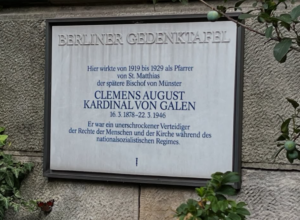 BERLINER GEDENKTAFEL
Hier wirkte von 1919 bis 1929 als Pfarrer
von St. Matthias
der spätere Bischof von Münster
CLEMENS AUGUST
KARDINAL VON GALEN
16. 3. 1878–22. 3. 1946
Er war ein unerschrockener Verteidiger
der Rechte der Menschen und der Kirche während des
nationalsozialistischen Regimes.